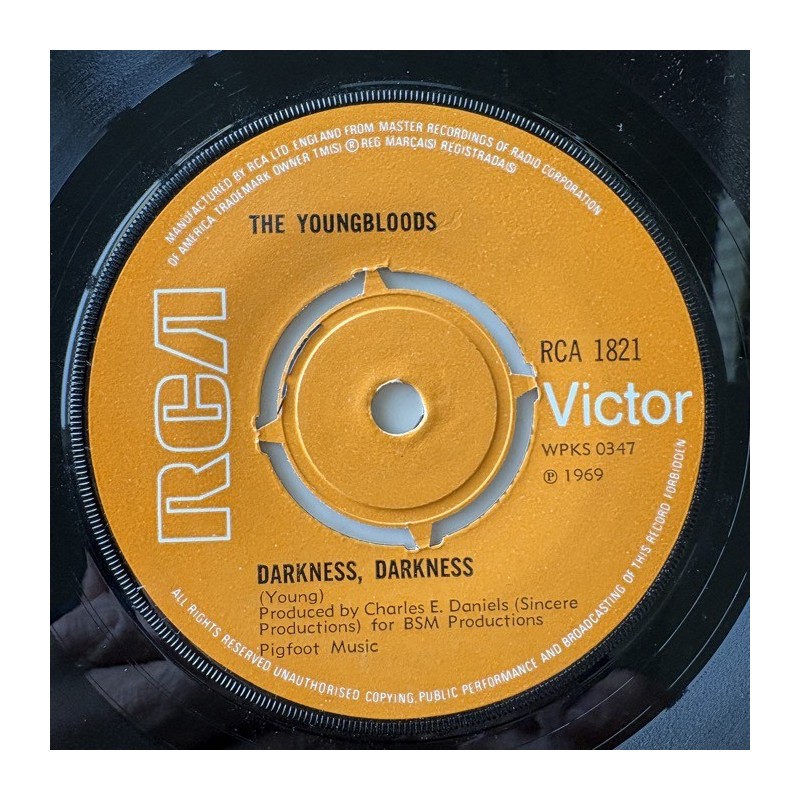 MANUFACTURED BY RCA LTD ENGLAND FROM MASTER RECORDINGS OF RADIO CORPORATION
OF AMERICA TRADEMARK OWNER TM(S) ® REG MARCA(S) REGISTRADA(S)
THE YOUNGBLOODS
RCA
RCA 1821
Victor
WPKS 0347
℗ 1969
DARKNESS, DARKNESS
(Young)
Produced by Charles E. Daniels (Sincere
Productions) for BSM Productions
Pigfoot Music
ALL RIGHTS RESERVED UNAUTHORISED COPYING, PUBLIC PERFORMANCE AND BROADCASTING OF THIS RECORD FORBIDDEN